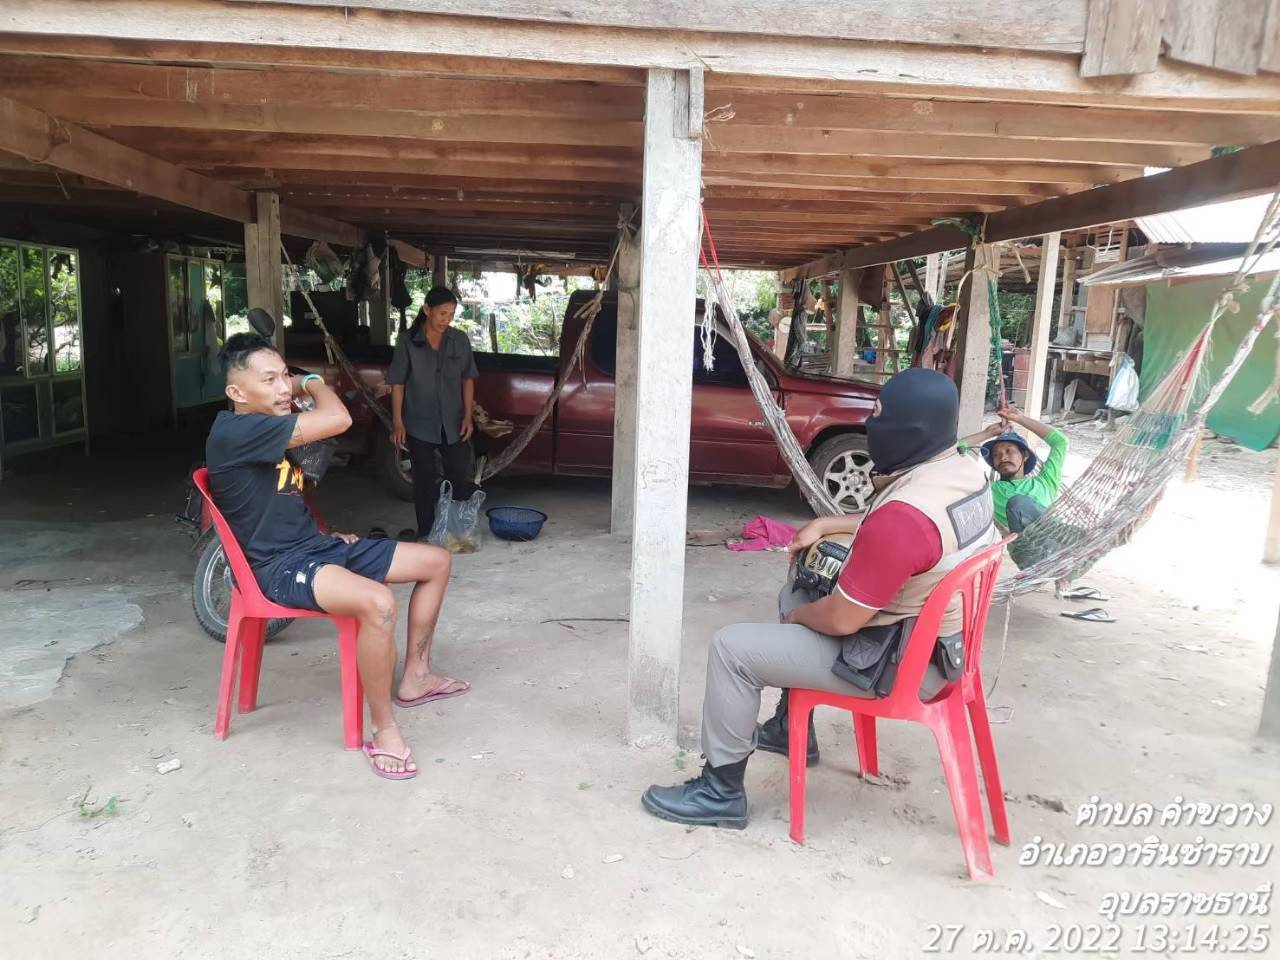 290
ตำบล คำขวาง
อำเภอวารินชำราบ
อุบลราชธานี
27 ต.ค. 2022 13:14:25